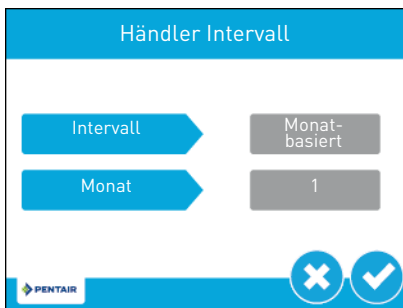 Händler Intervall
Intervall
Monat-
basiert
Monat
1
PENTAIR